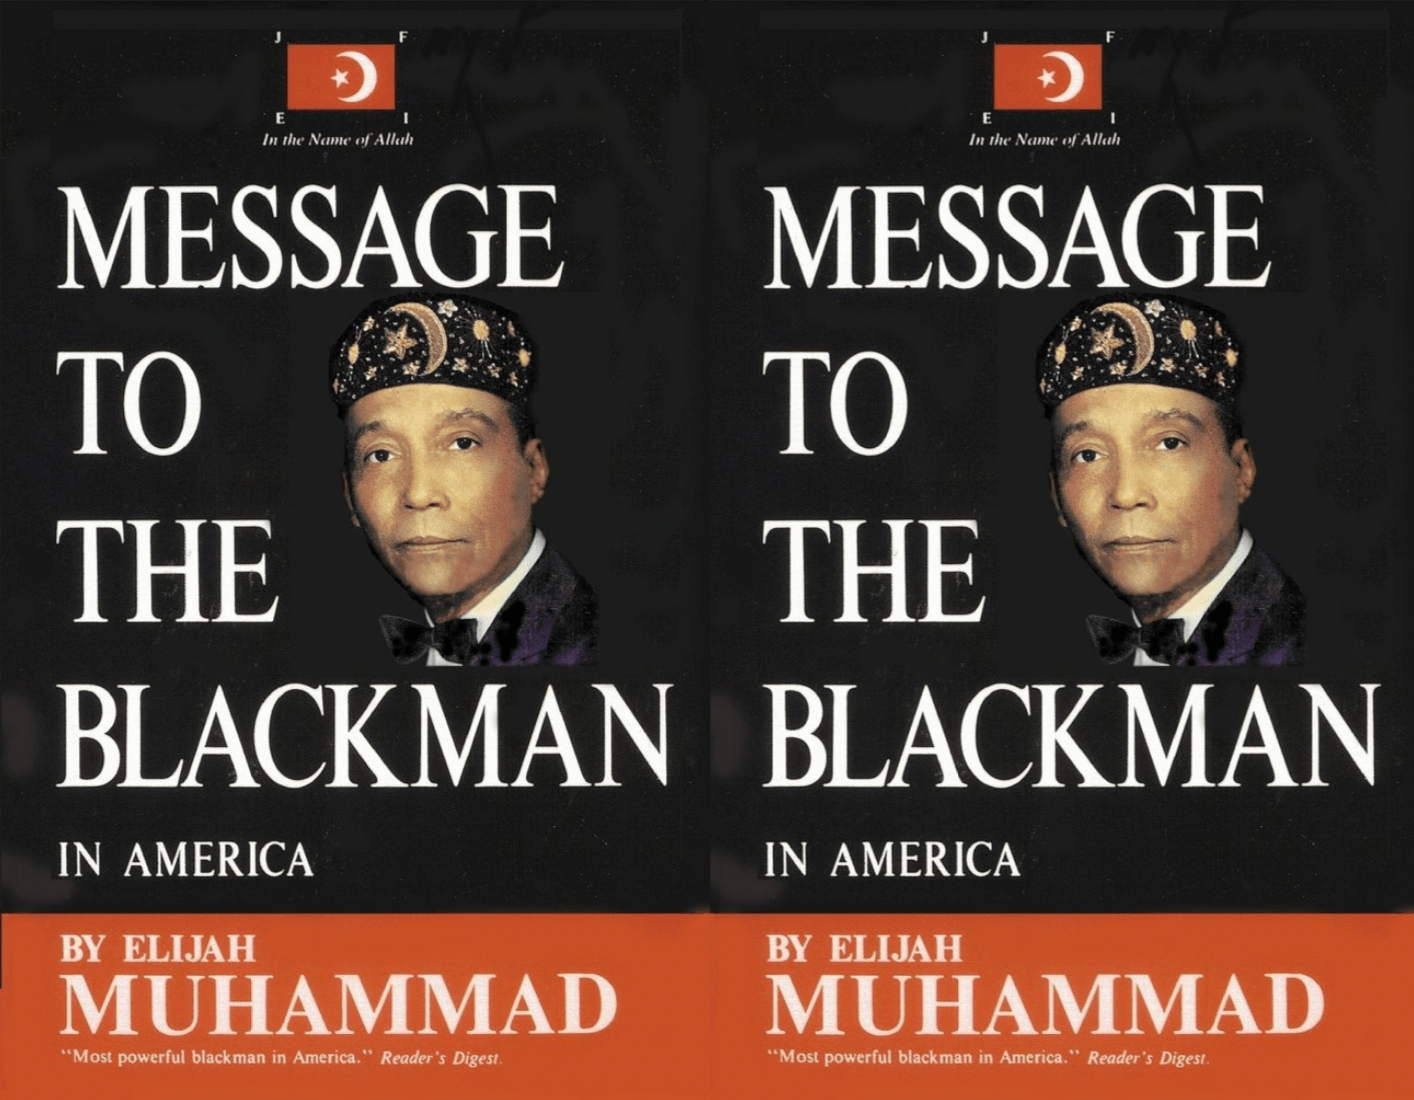 J F
E I
In the Name of Allah
MESSAGE
TO
THE
BLACKMAN
IN AMERICA
BY ELIJAH
MUHAMMAD
“Most powerful blackman in America.” Reader's Digest.
J F
E I
In the Name of Allah
MESSAGE
TO
THE
BLACKMAN
IN AMERICA
BY ELIJAH
MUHAMMAD
“Most powerful blackman in America.” Reader's Digest.